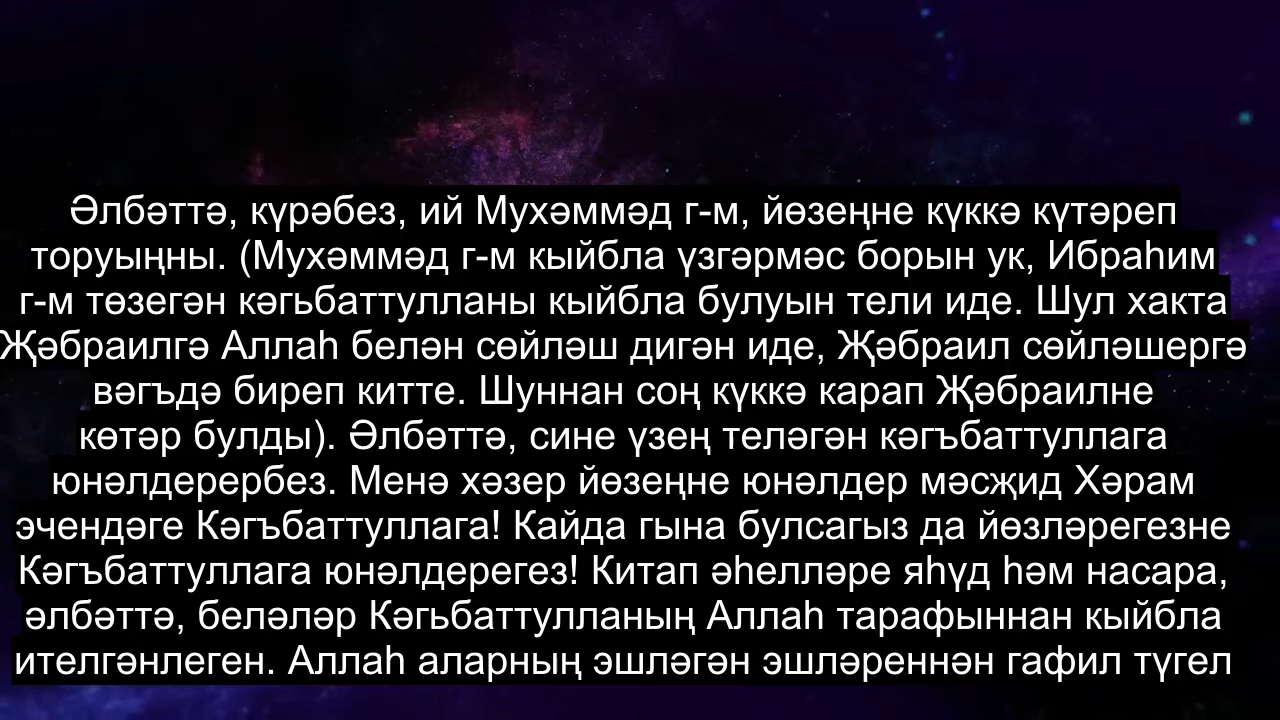 Әлбәттә, күрәбез, ий Мухәммәд г-м, йөзеңне күккә күтәреп
торуыңны. (Мухәммәд г-м кыйбла үзгәрмәс борын ук, Ибраһим
г-м төзегән кәгьбаттулланы кыйбла булуын тели иде. Шул хакта
Җәбраилгә Аллаһ белән сөйләш дигән иде, Җәбраил сөйләшергә
вәгъдә биреп китте. Шуннан соң күккә карап Җәбраилне
көтәр булды). Әлбәттә, сине үзең теләгән кәгъбаттуллага
юнәлдерербез. Менә хәзер йөзеңне юнәлдер мәсҗид Хәрам
эчендәге Кәгъбаттуллага! Кайда гына булсагыз да йөзләрегезне
Кәгъбаттуллага юнәлдерегез! Китап әһелләре яһүд һәм насара,
әлбәттә, беләләр Кәгьбаттулланың Аллаһ тарафыннан кыйбла
ителгәнлеген. Аллаһ аларның эшләгән эшләреннән гафил түгел